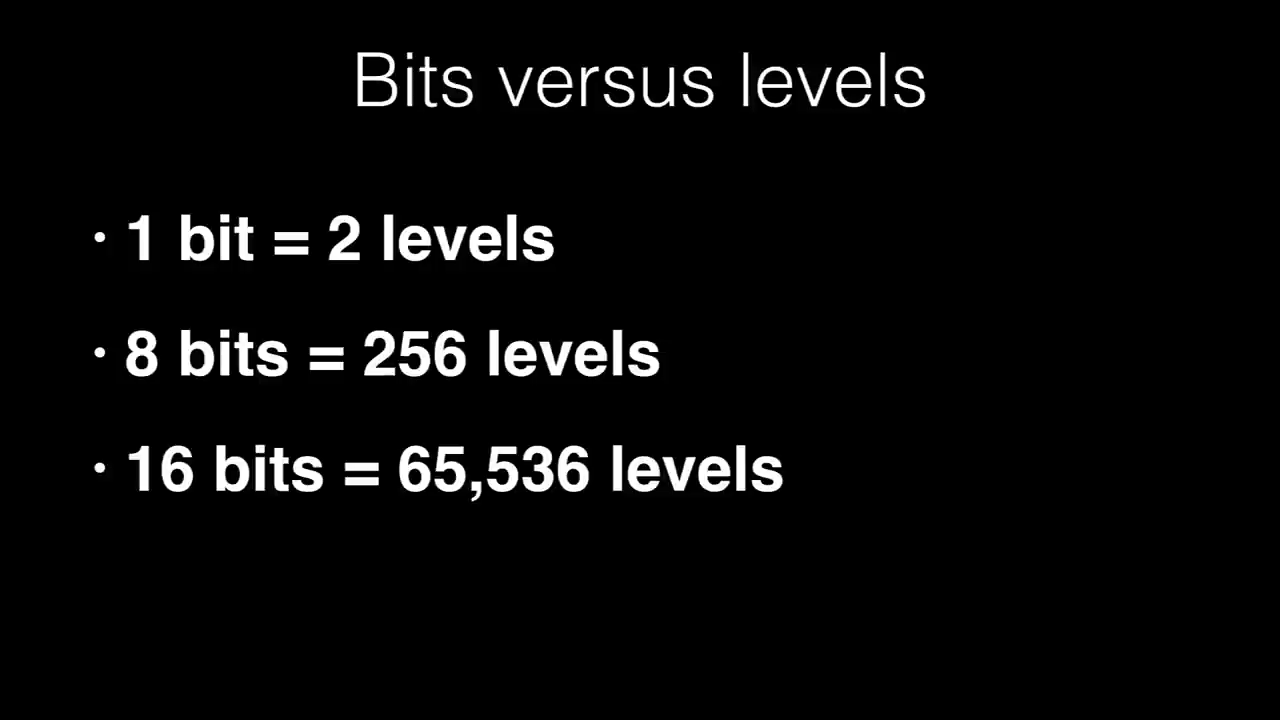 Bits versus levels
• 1 bit = 2 levels
• 8 bits = 256 levels
• 16 bits = 65,536 levels